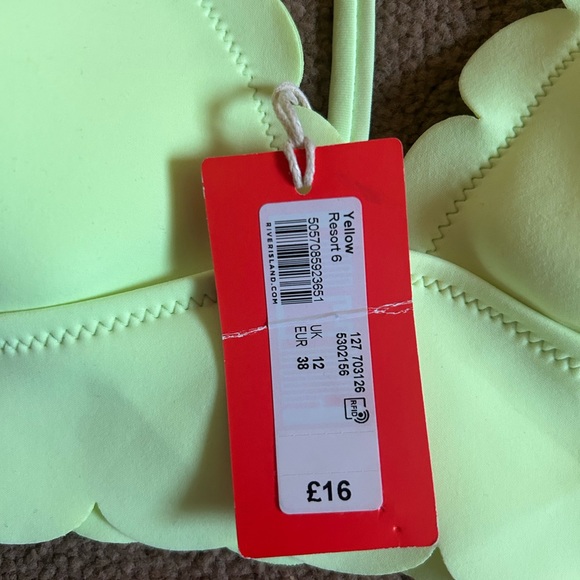 Yellow
Resort 6
5057085923651
RIVERISLAND.COM
UK 12
EUR 38
127 703126
5302156
RFID
£16